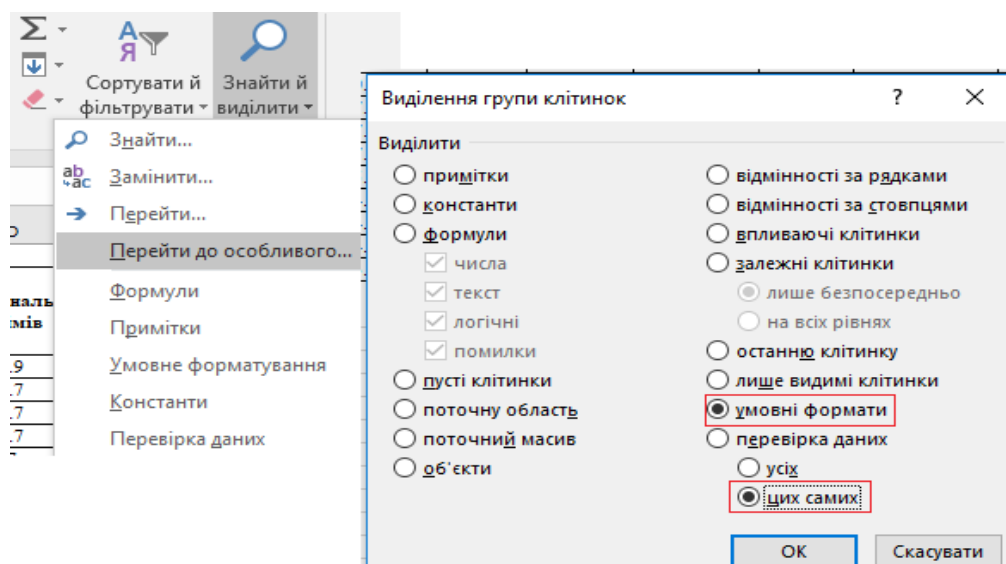 Сортувати й
фільтрувати
Знайти й
виділити
Знайти...
Замінити...
Перейти...
Перейти до особливого...
Формули
Примітки
Умовне форматування
Константи
Перевірка даних
Виділення групи клітинок
Виділити
примітки
константи
формули
числа
текст
логічні
помилки
пусті клітинки
поточну область
поточний масив
об'єкти
відмінності за рядками
відмінності за стовпцями
впливаючі клітинки
залежні клітинки
лише безпосередньо
на всіх рівнях
останню клітинку
лише видимі клітинки
умовні формати
перевірка даних
усіх
цих самих
ОК
Скасувати